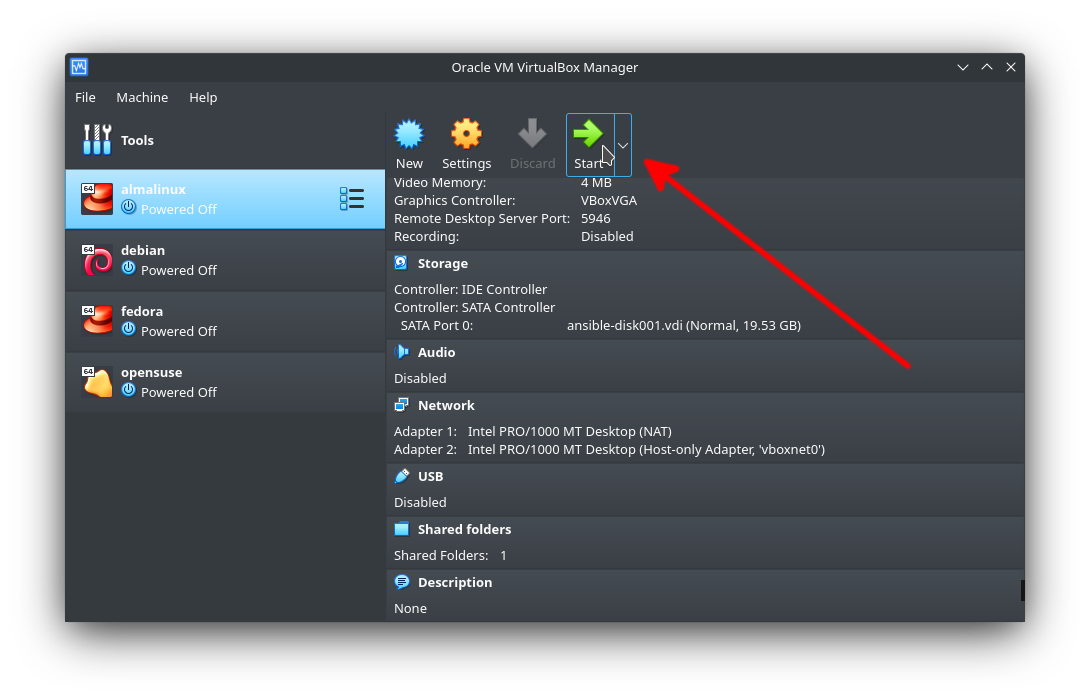 Oracle VM VirtualBox Manager
File Machine Help
Tools
New Settings Discard Start
64 almalinux
Powered Off
64 debian
Powered Off
64 fedora
Powered Off
64 opensuse
Powered Off
Video Memory: 4 MB
Graphics Controller: VBoxVGA
Remote Desktop Server Port: 5946
Recording: Disabled
Storage
Controller: IDE Controller
Controller: SATA Controller
SATA Port 0: ansible-disk001.vdi (Normal, 19.53 GB)
Audio
Disabled
Network
Adapter 1: Intel PRO/1000 MT Desktop (NAT)
Adapter 2: Intel PRO/1000 MT Desktop (Host-only Adapter, 'vboxnet0')
USB
Disabled
Shared folders
Shared Folders: 1
Description
None